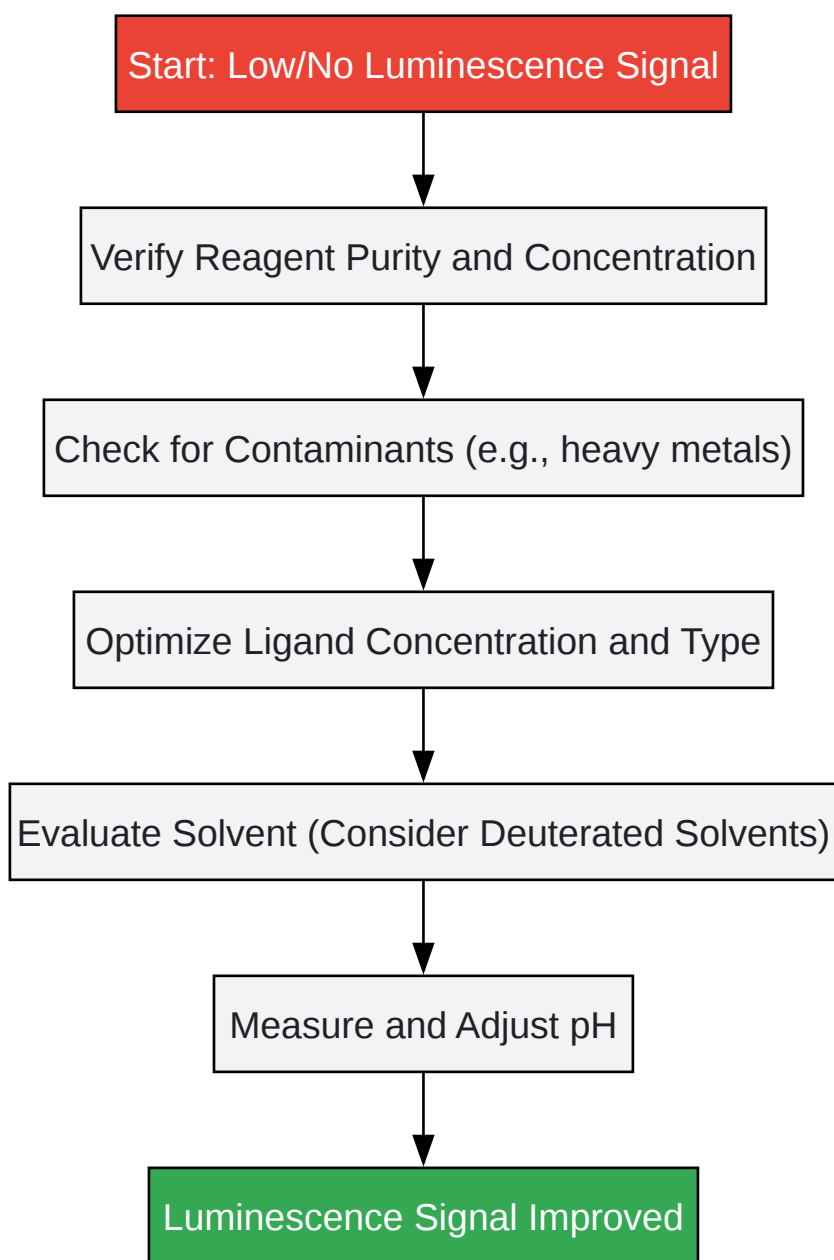 Start: Low/No Luminescence Signal
Verify Reagent Purity and Concentration
Check for Contaminants (e.g., heavy metals)
Optimize Ligand Concentration and Type
Evaluate Solvent (Consider Deuterated Solvents)
Measure and Adjust pH
Luminescence Signal Improved